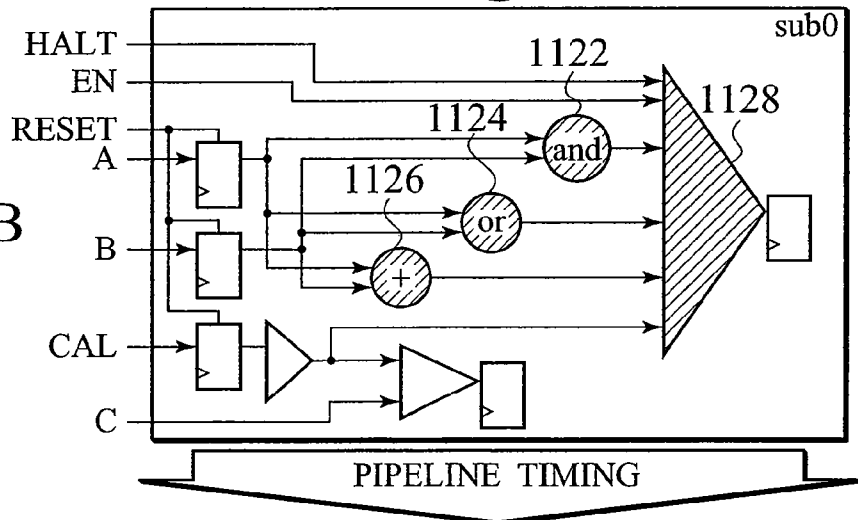 sub0
HALT
1122
EN
1128
1124
RESET
and
A
1126
B
or
B
+
CAL
C
PIPELINE TIMING